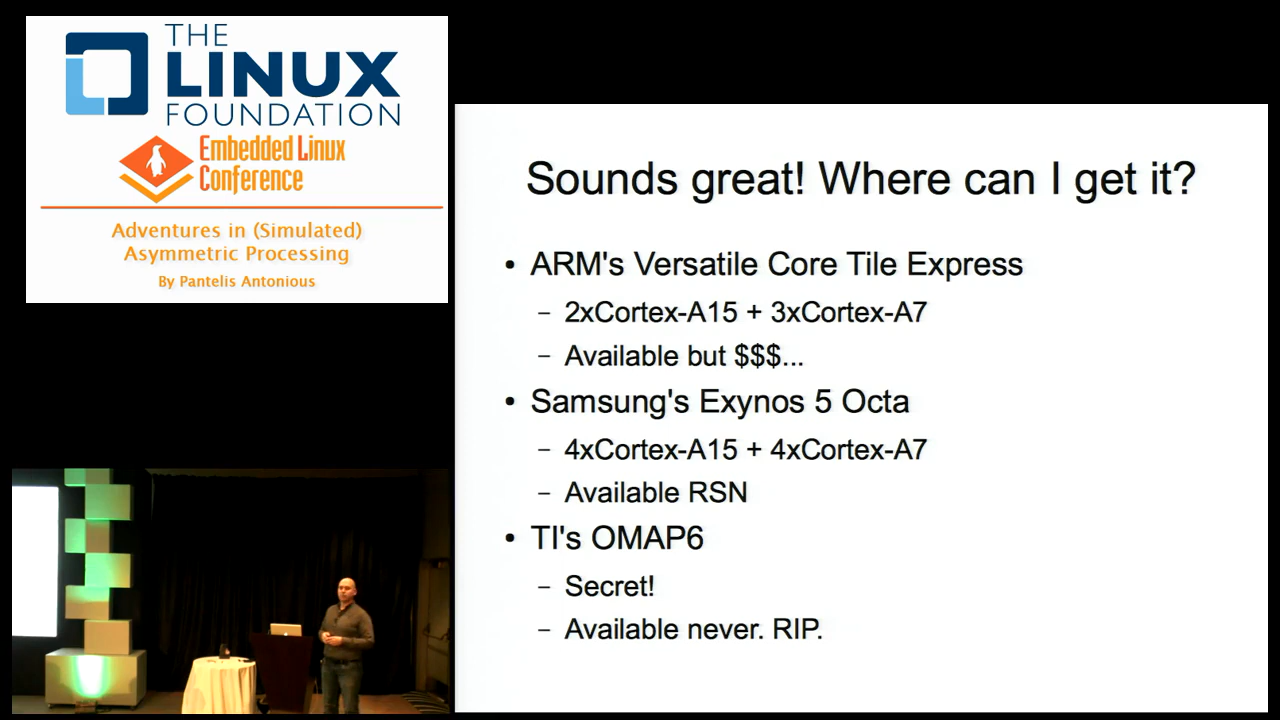 THE
LINUX
FOUNDATION
Embedded Linux
Conference
Adventures in (Simulated)
Asymmetric Processing
By Pantelis Antonious
Sounds great! Where can I get it?
• ARM's Versatile Core Tile Express
– 2xCortex-A15 + 3xCortex-A7
– Available but $$$...
• Samsung's Exynos 5 Octa
– 4xCortex-A15 + 4xCortex-A7
– Available RSN
• TI's OMAP6
– Secret!
– Available never. RIP.